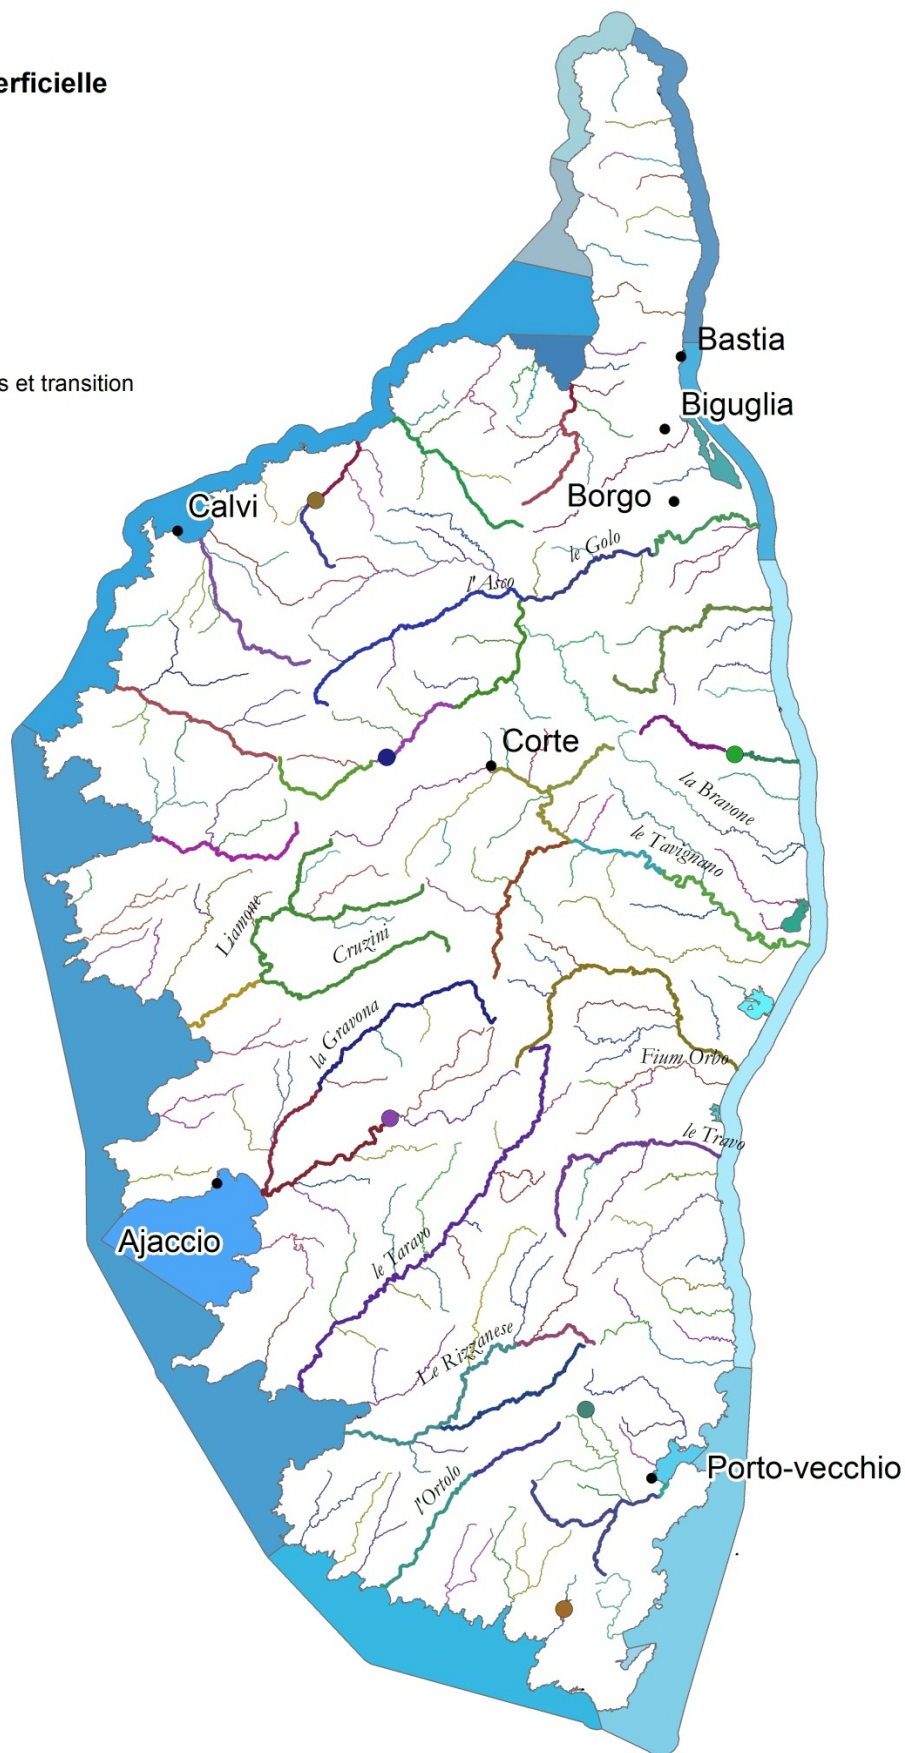 erficielle
Bastia
s et transition
Biguglia
Calvi
Borgo
le Golo
l'Asco
Corte
la Bravone
le Tavignano
Liamone
Cruzini
la Gravona
Fium Orbo
le Travo
Ajaccio
le Taravo
Le Rizzanese
Porto-vecchio
l'Ortolo